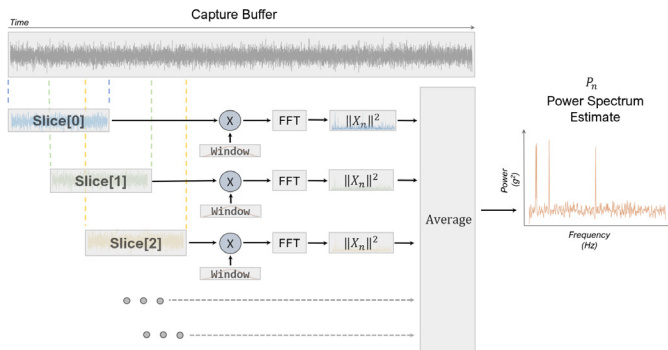 Capture Buffer
Time
Slice[0]
X
FFT
‖Xₙ‖²
Window
Slice[1]
X
FFT
‖Xₙ‖²
Window
Slice[2]
X
FFT
‖Xₙ‖²
Window
Average
Pₙ
Power Spectrum
Estimate
Power
(g²)
Frequency
(Hz)